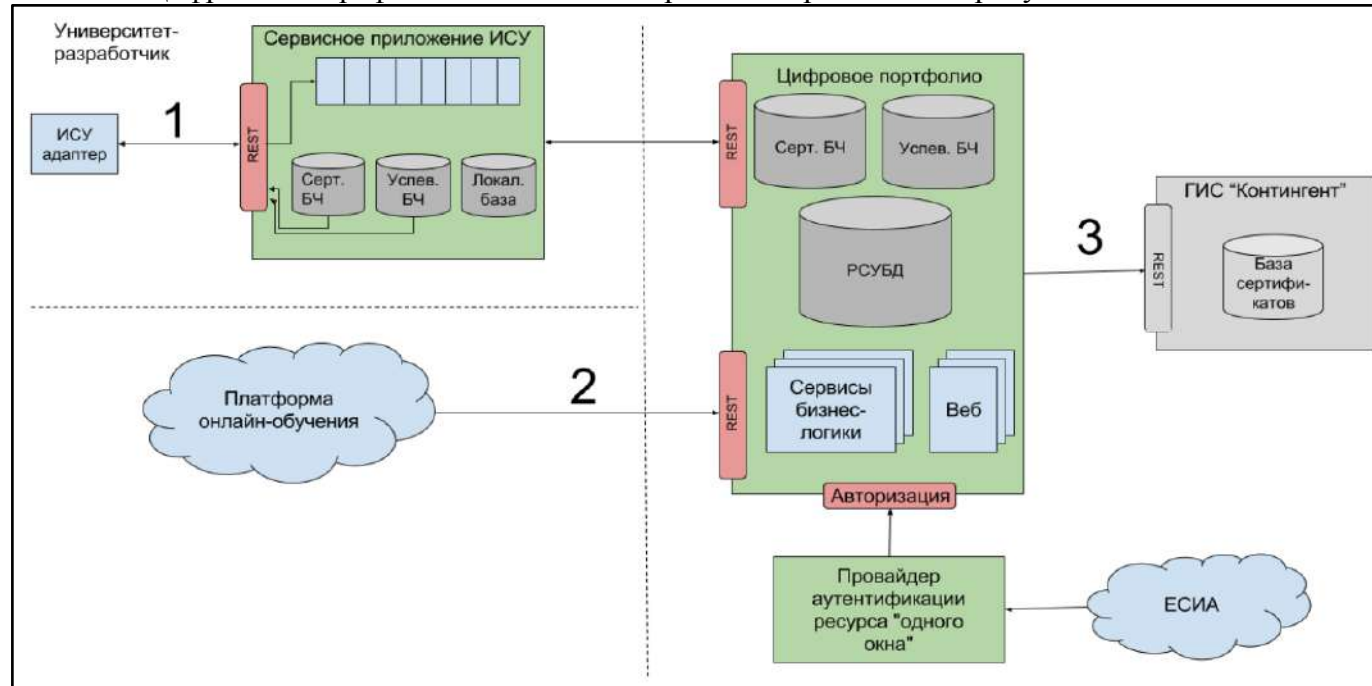 Университет-
разработчик
ИСУ
адаптер
1
Сервисное приложение ИСУ
REST
Серт.
БЧ
Успев.
БЧ
Локал.
база
Платформа
онлайн-обучения
2
Цифровое портфолио
REST
Серт. БЧ
Успев. БЧ
РСУБД
REST
Сервисы
бизнес-
логики
Веб
Авторизация
Провайдер
аутентификации
ресурса "одного
окна"
ЕСИА
3
ГИС “Контингент”
REST
База
сертифи-
катов